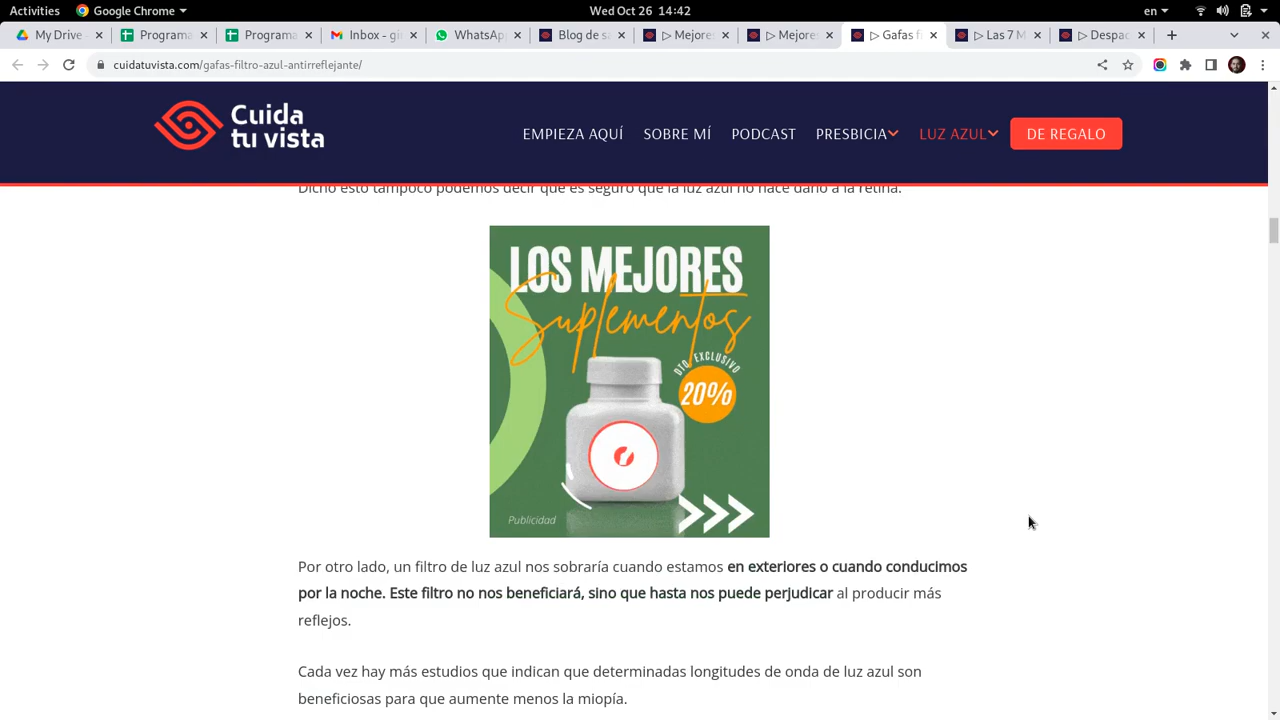 Activities
Google Chrome
Wed Oct 26 14:42
en
My Drive -
Programa
Programa
Inbox - gi
WhatsApp
Blog de s
▷ Mejores
▷ Mejores
▷ Gafas f
▷ Las 7 M
▷ Despac
cuidatuvista.com/gafas-filtro-azul-antirreflejante/
Cuida
tu vista
EMPIEZA AQUÍ
SOBRE MÍ
PODCAST
PRESBICIA
LUZ AZUL
DE REGALO
Dicho esto tampoco podemos decir que es seguro que la luz azul no hace daño a la retina.
LOS MEJORES
Suplementos
DTO EXCLUSIVO
20%
Publicidad
Por otro lado, un filtro de luz azul nos sobraría cuando estamos en exteriores o cuando conducimos
por la noche. Este filtro no nos beneficiará, sino que hasta nos puede perjudicar al producir más
reflejos.
Cada vez hay más estudios que indican que determinadas longitudes de onda de luz azul son
beneficiosas para que aumente menos la miopía.